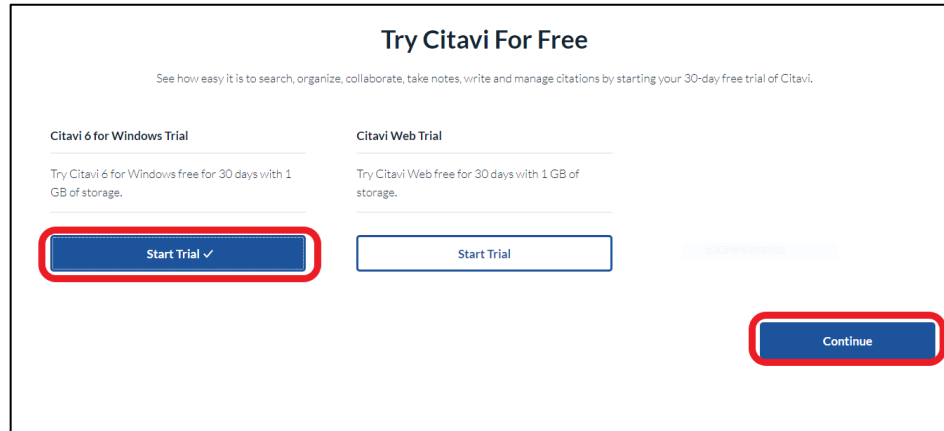 Try Citavi For Free
See how easy it is to search, organize, collaborate, take notes, write and manage citations by starting your 30-day free trial of Citavi.
Citavi 6 for Windows Trial
Try Citavi 6 for Windows free for 30 days with 1
GB of storage.
Start Trial ✓
Citavi Web Trial
Try Citavi Web free for 30 days with 1 GB of
storage.
Start Trial
Continue